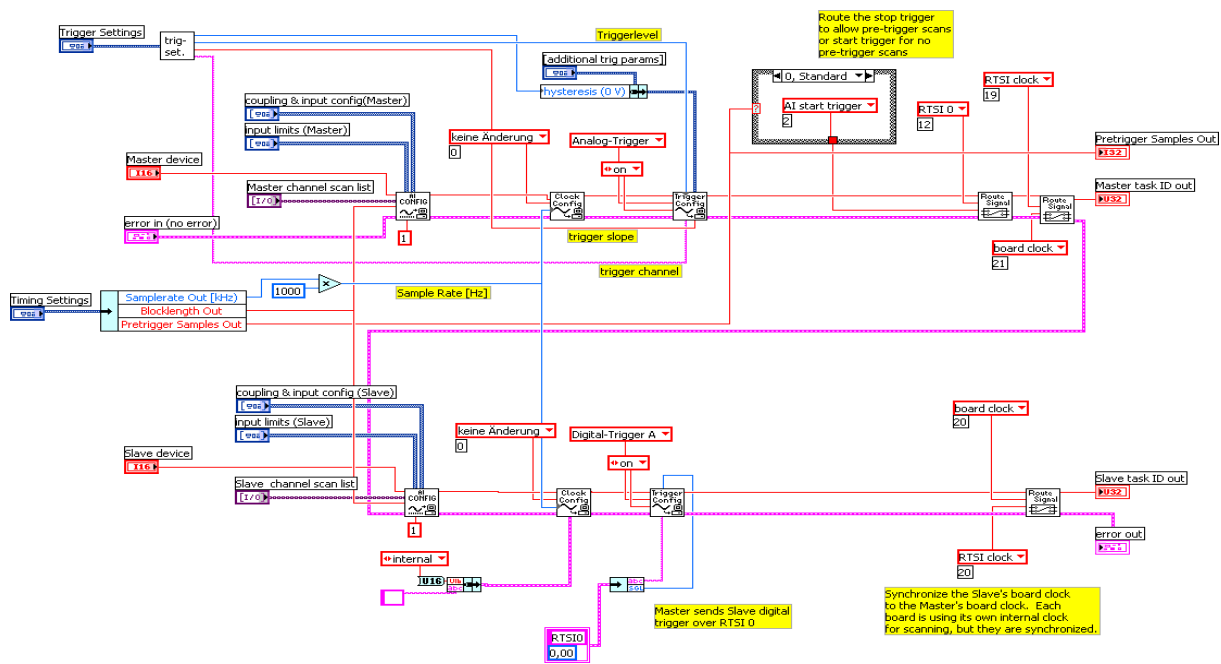 Trigger Settings
trig-
set.
Triggerlevel
[additional trig params]
hysteresis (0 V)
Route the stop trigger
to allow pre-trigger scans
or start trigger for no
pre-trigger scans
0, Standard
AI start trigger
2
?
RTSI clock
19
RTSI 0
12
coupling & input config(Master)
input limits (Master)
keine Änderung
0
Analog-Trigger
on
Pretrigger Samples Out
I32
Master device
I16
Master channel scan list
[I/O]
AI
CONFIG
Clock
Config
Trigger
Config
Route
Signal
Route
Signal
Master task ID out
U32
error in (no error)
1
trigger slope
board clock
21
trigger channel
Timing Settings
Samplerate Out [kHz]
Blocklength Out
Pretrigger Samples Out
1000
x
Sample Rate [Hz]
coupling & input config (Slave)
input limits (Slave)
keine Änderung
0
Digital-Trigger A
on
board clock
20
Slave device
I16
Slave channel scan list
[I/O]
AI
CONFIG
Clock
Config
Trigger
Config
Route
Signal
Slave task ID out
U32
1
error out
internal
U16
U16
abc
abc
SGL
RTSI clock
20
Master sends Slave digital
trigger over RTSI 0
RTSI0
0,00
Synchronize the Slave's board clock
to the Master's board clock. Each
board is using its own internal clock
for scanning, but they are synchronized.